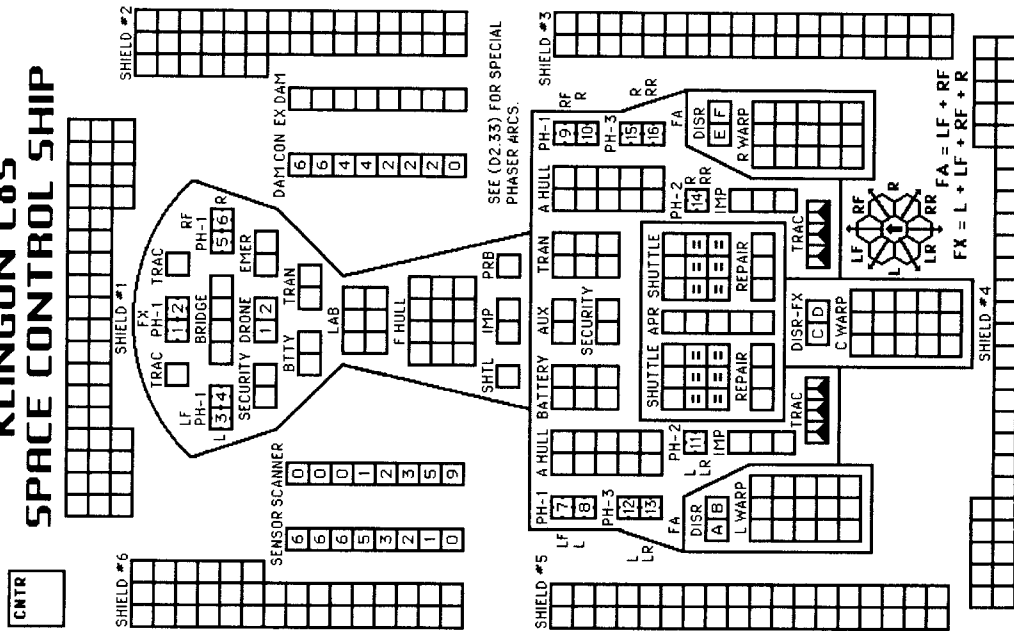 KLINGON C8S
SPACE CONTROL SHIP
CNTR
SHIELD #1
SHIELD #6
SHIELD #2
FX
TRAC PH-1 TRAC
1 2
LF
PH-1
L 3 4
RF
PH-1
5 6 R
BRIDGE
SECURITY DRONE EMER
1 2
BTTY TRAN
LAB
F HULL
SHTL IMP PRB
SENSOR SCANNER
6 0
6 0
6 0
5 1
3 2
2 3
1 5
0 9
DAM CON EX DAM
6
6
4
4
2
2
2
0
SEE (D2.33) FOR SPECIAL
PHASER ARCS.
SHIELD #5
SHIELD #3
PH-1 A HULL BATTERY AUX TRAN A HULL PH-1
LF 7
L 8
9 RF
10 R
SECURITY
PH-3
L 12
LR 13
PH-3
15 R
16 RR
PH-2
L 11
LR
PH-2
14 R
RR
IMP
IMP
SHUTTLE APR SHUTTLE
= =
= =
= =
= =
= =
= =
= =
= =
REPAIR REPAIR
FA
DISR
A B
L WARP
FA
DISR
E F
R WARP
TRAC
TRAC
DISR-FX
C D
C WARP
LF RF
L R
LR RR
FA = LF + RF
FX = L + LF + RF + R
SHIELD #4